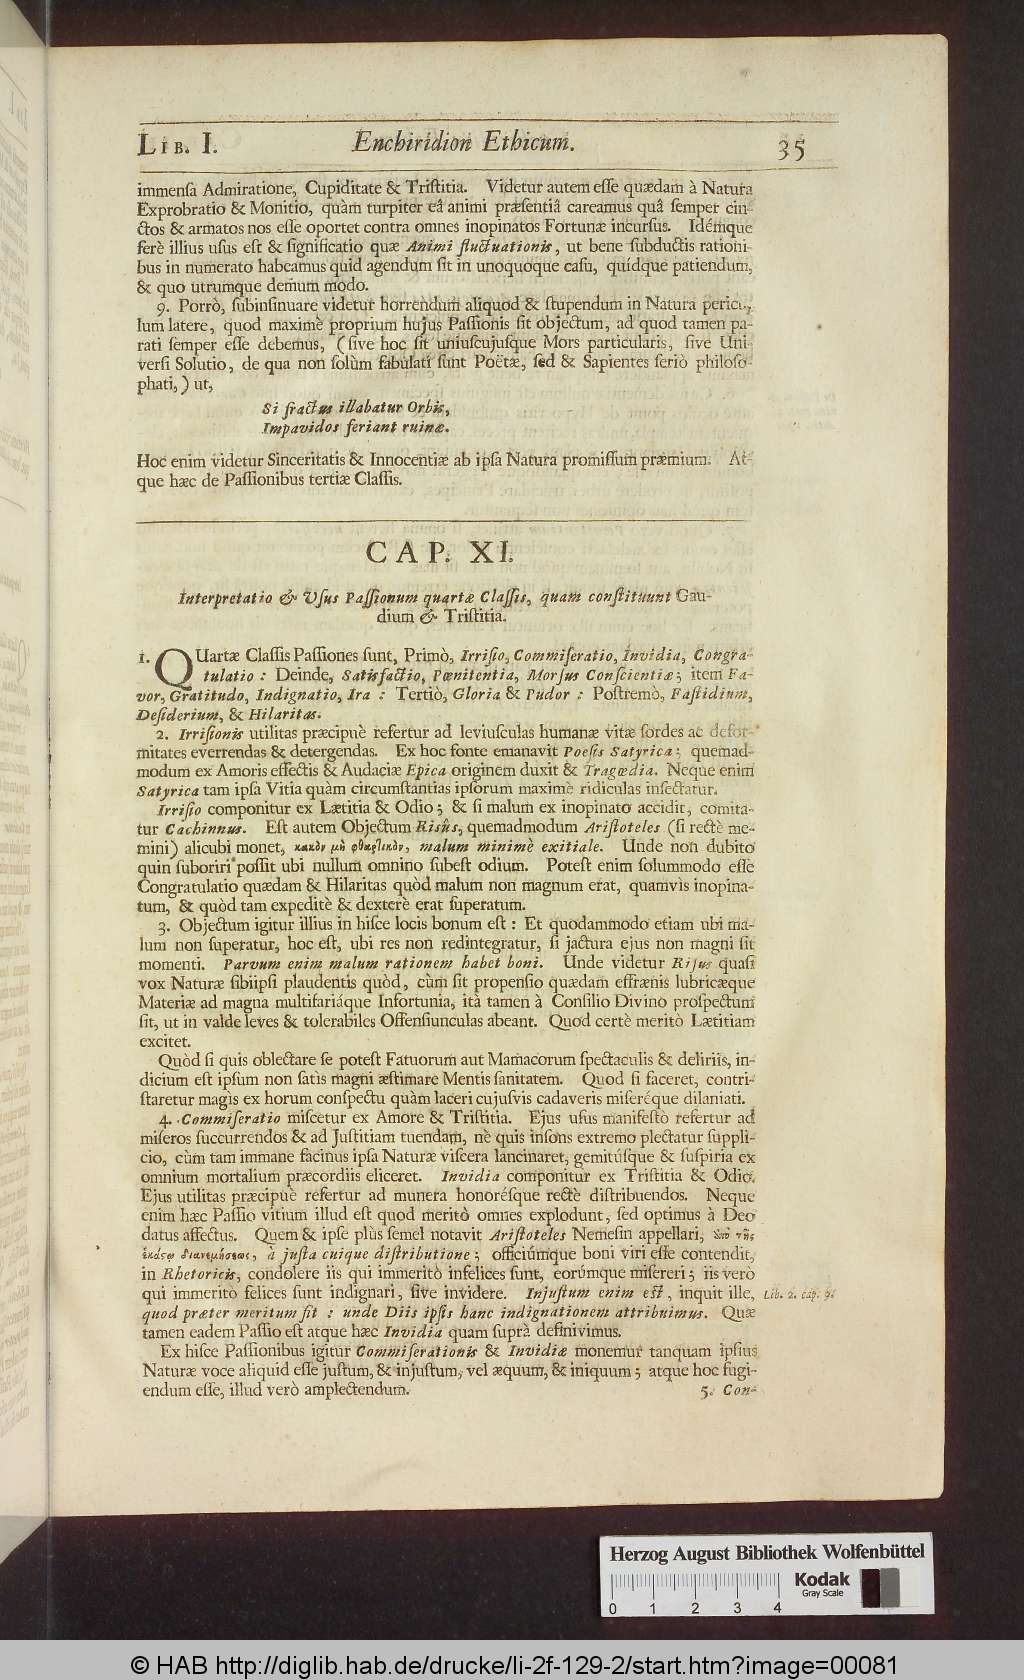 LIB. I.
Enchiridion Ethicum.
35
immensâ Admiratione, Cupiditate & Tristitia. Videtur autem esse quædam à Natura
Exprobratio & Monitio, quàm turpiter eâ animi præsentiâ careamus quâ semper cin-
ctos & armatos nos esse oportet contra omnes inopinatos Fortunæ incursus. Idémque
ferè illius usus est & significatio quæ Animi fluctuationis, ut bene subductis rationi-
bus in numerato habeamus quid agendum sit in unoquoque casu, quídque patiendum,
& quo utrumque demum modo.
9. Porrò, subinsinuare videtur horrendum aliquod & stupendum in Natura pericu-
lum latere, quod maximè proprium hujus Passionis sit objectum, ad quod tamen pa-
rati semper esse debemus, (sive hoc sit uniuscujusque Mors particularis, sive Uni-
versi Solutio, de qua non solùm fabulati sunt Poëtæ, sed & Sapientes seriò philoso-
phati,) ut,
Si fractus illabatur Orbis,
Impavidos feriant ruinæ.
Hoc enim videtur Sinceritatis & Innocentiæ ab ipsa Natura promissum præmium. At-
que hæc de Passionibus tertiæ Classis.
CAP. XI.
Interpretatio & Usus Passionum quartæ Classis, quam constituunt Gau-
dium & Tristitia.
1. QUartæ Classis Passiones sunt, Primò, Irrisio, Commiseratio, Invidia, Congra-
tulatio: Deinde, Satisfactio, Pœnitentia, Morsus Conscientiæ; item Fa-
vor, Gratitudo, Indignatio, Ira: Tertiò, Gloria & Pudor: Postremò, Fastidium,
Desiderium, & Hilaritas.
2. Irrisionis utilitas præcipuè refertur ad leviusculas humanæ vitæ sordes ac defor-
mitates everrendas & detergendas. Ex hoc fonte emanavit Poesis Satyrica; quemad-
modum ex Amoris effectis & Audaciæ Epica originem duxit & Tragœdia. Neque enim
Satyrica tam ipsa Vitia quàm circumstantias ipsorum maximè ridiculas insectatur.
Irrisio componitur ex Lætitia & Odio; & si malum ex inopinato accidit, comita-
tur Cachinnus. Est autem Objectum Risûs, quemadmodum Aristoteles (si rectè me-
mini) alicubi monet, κακὸν μὴ φθαρτικὸν, malum minimè exitiale. Unde non dubito
quin suboriri possit ubi nullum omnino subest odium. Potest enim solummodo esse
Congratulatio quædam & Hilaritas quòd malum non magnum erat, quamvis inopina-
tum, & quòd tam expeditè & dexterè erat superatum.
3. Objectum igitur illius in hisce locis bonum est: Et quodammodo etiam ubi ma-
lum non superatur, hoc est, ubi res non redintegratur, si jactura ejus non magni sit
momenti. Parvum enim malum rationem habet boni. Unde videtur Risus quasi
vox Naturæ sibiipsi plaudentis quòd, cùm sit propensio quædam effrænis lubricæque
Materiæ ad magna multifariáque Infortunia, ità tamen à Consilio Divino prospectum
sit, ut in valde leves & tolerabiles Offensiunculas abeant. Quod certè meritò Lætitiam
excitet.
Quòd si quis oblectare se potest Fatuorum aut Mamacorum spectaculis & deliriis, in-
dicium est ipsum non satìs magni æstimare Mentis sanitatem. Quod si faceret, contri-
staretur magis ex horum conspectu quàm laceri cujusvis cadaveris miseréque dilaniati.
4. Commiseratio miscetur ex Amore & Tristitia. Ejus usus manifestò refertur ad
miseros succurrendos & ad Justitiam tuendam, nè quis insons extremo plectatur suppli-
cio, cùm tam immane facinus ipsa Naturæ viscera lancinaret, gemitúsque & suspiria ex
omnium mortalium præcordiis eliceret. Invidia componitur ex Tristitia & Odio.
Ejus utilitas præcipuè refertur ad munera honorésque rectè distribuendos. Neque
enim hæc Passio vitium illud est quod meritò omnes explodunt, sed optimus à Deo
datus affectus. Quem & ipse plùs semel notavit Aristoteles Nemesin appellari, ἀπὸ τῆς
ἑκάστῳ διανεμήσεως, à justa cuique distributione; officiúmque boni viri esse contendit,
in Rhetoricis, condolere iis qui immeritò infelices sunt, eorúmque misereri; iis verò
qui immeritò felices sunt indignari, sive invidere. Injustum enim est, inquit ille,
Lib. 2. cap. 9.
quod præter meritum fit: unde Diis ipsis hanc indignationem attribuimus. Quæ
tamen eadem Passio est atque hæc Invidia quam suprà definivimus.
Ex hisce Passionibus igitur Commiserationis & Invidiæ monemur tanquam ipsius
Naturæ voce aliquid esse justum, & injustum, vel æquum, & iniquum; atque hoc fugi-
endum esse, illud verò amplectendum.
5. Con-
Herzog August Bibliothek Wolfenbüttel
0 1 2 3 4
Kodak
Gray Scale
© HAB http://diglib.hab.de/drucke/li-2f-129-2/start.htm?image=00081